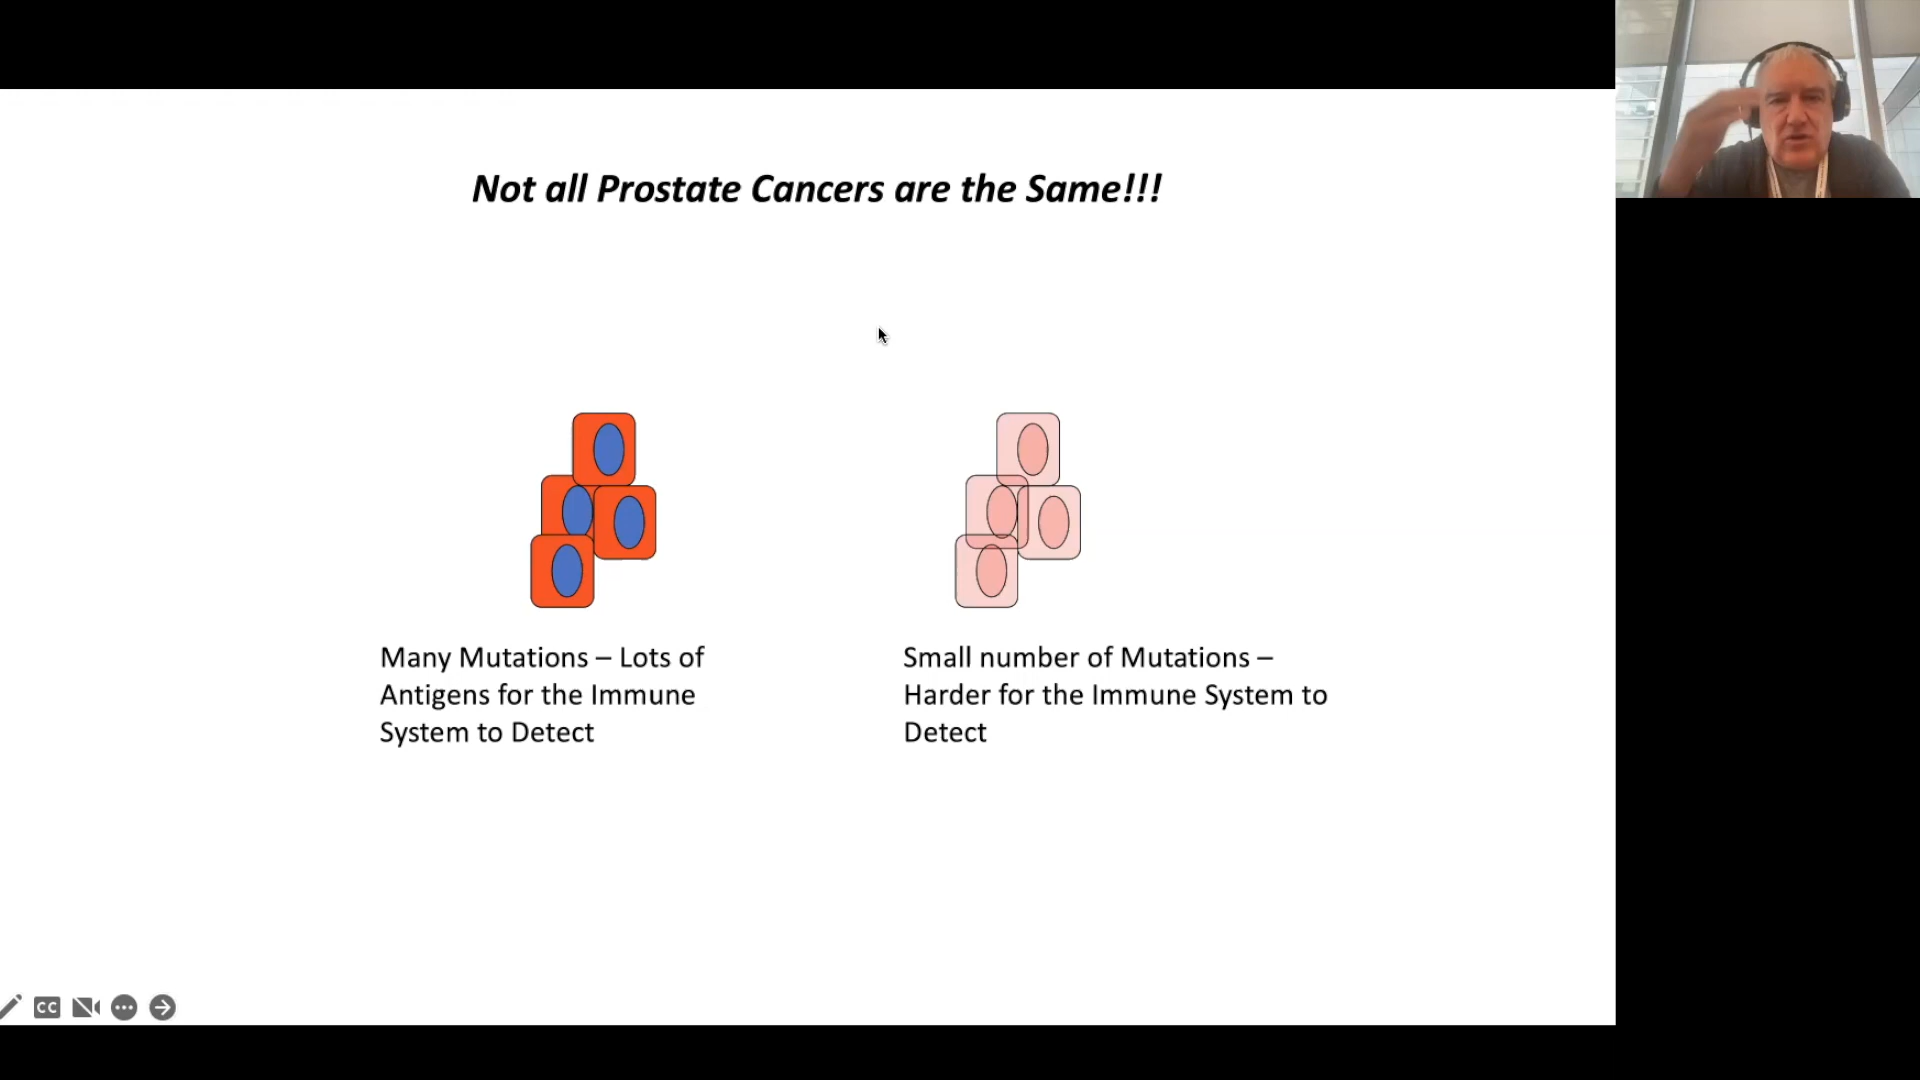 Not all Prostate Cancers are the Same!!!
Many Mutations – Lots of
Antigens for the Immune
System to Detect
Small number of Mutations –
Harder for the Immune System to
Detect
CC